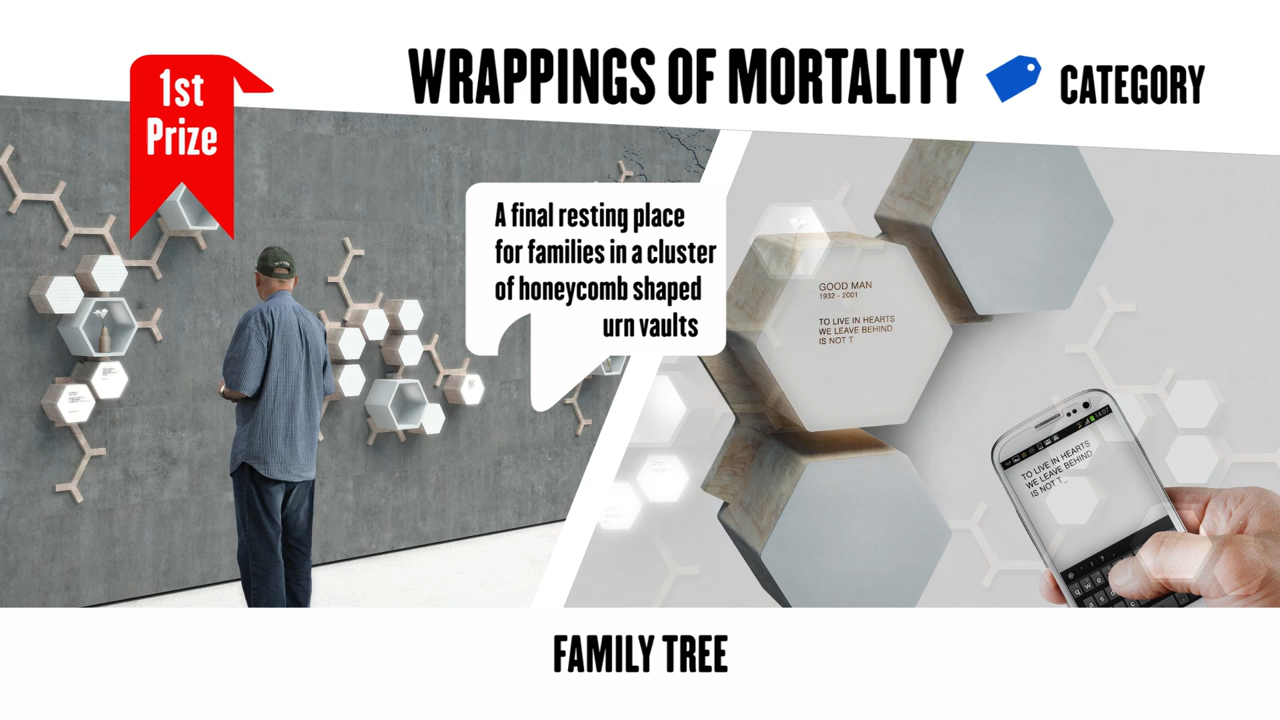 1st
Prize
WRAPPINGS OF MORTALITY
CATEGORY
A final resting place
for families in a cluster
of honeycomb shaped
urn vaults
GOOD MAN
1932 - 2001
TO LIVE IN HEARTS
WE LEAVE BEHIND
IS NOT T
14:07
TO LIVE IN HEARTS
WE LEAVE BEHIND
IS NOT T_
FAMILY TREE